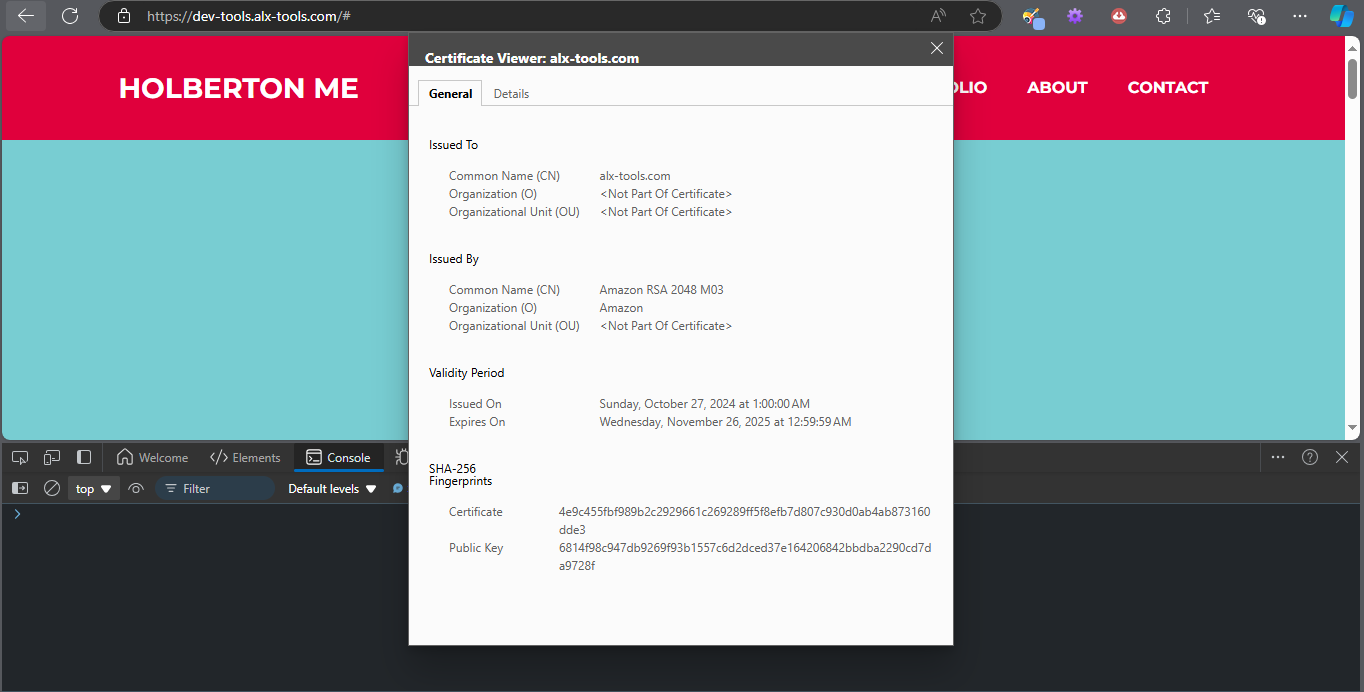 https://dev-tools.alx-tools.com/#
Certificate Viewer: alx-tools.com
HOLBERTON ME
OLIO ABOUT CONTACT
General Details
Issued To
Common Name (CN) alx-tools.com
Organization (O) <Not Part Of Certificate>
Organizational Unit (OU) <Not Part Of Certificate>
Issued By
Common Name (CN) Amazon RSA 2048 M03
Organization (O) Amazon
Organizational Unit (OU) <Not Part Of Certificate>
Validity Period
Issued On Sunday, October 27, 2024 at 1:00:00 AM
Expires On Wednesday, November 26, 2025 at 12:59:59 AM
SHA-256
Fingerprints
Certificate 4e9c455fbf989b2c2929661c269289ff5f8efb7d807c930d0ab4ab873160
dde3
Public Key 6814f98c947db9269f93b1557c6d2dced37e164206842bbdba2290cd7d
a9728f
Welcome Elements Console
top Filter Default levels